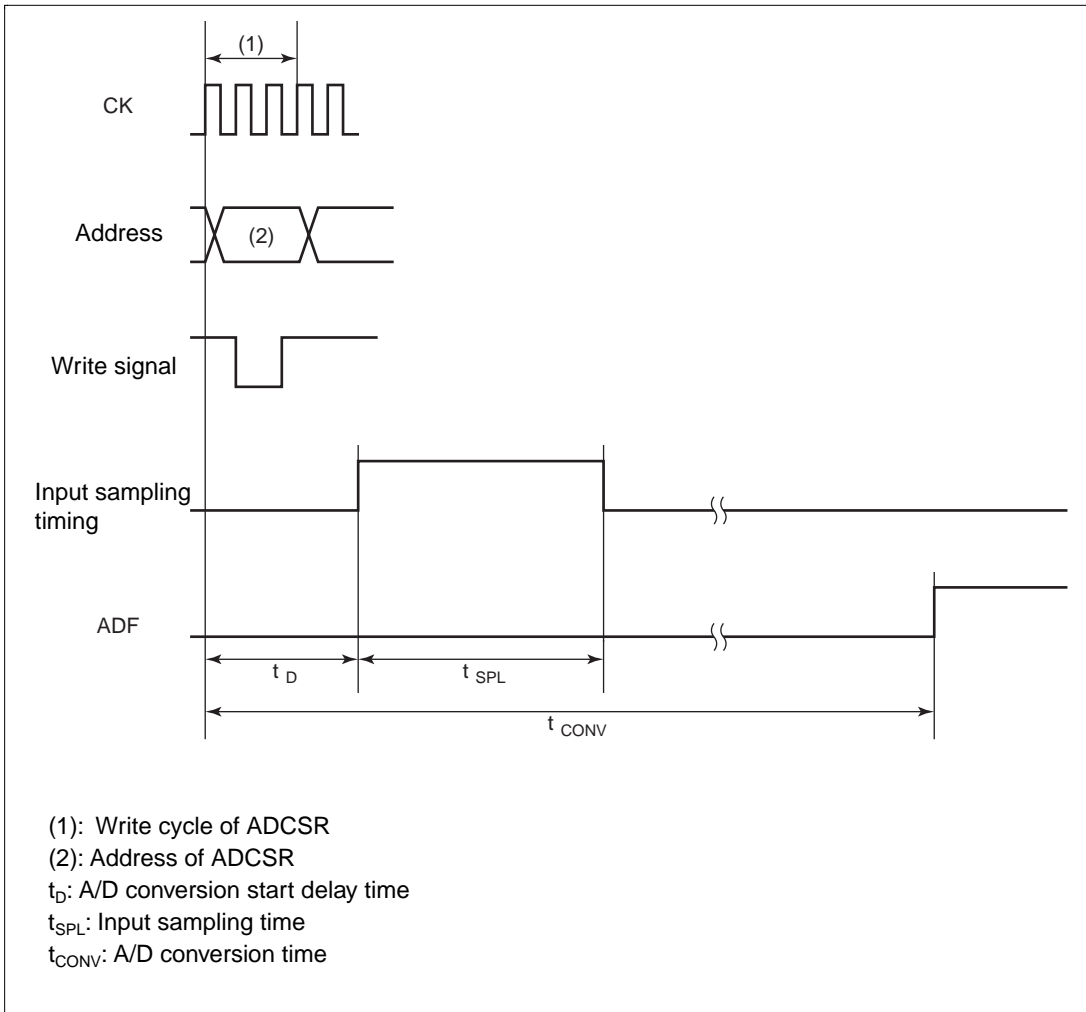 (1)
CK
Address
(2)
Write signal
Input sampling
timing
ADF
t D
t SPL
t CONV
(1): Write cycle of ADCSR
(2): Address of ADCSR
tD: A/D conversion start delay time
tSPL: Input sampling time
tCONV: A/D conversion time